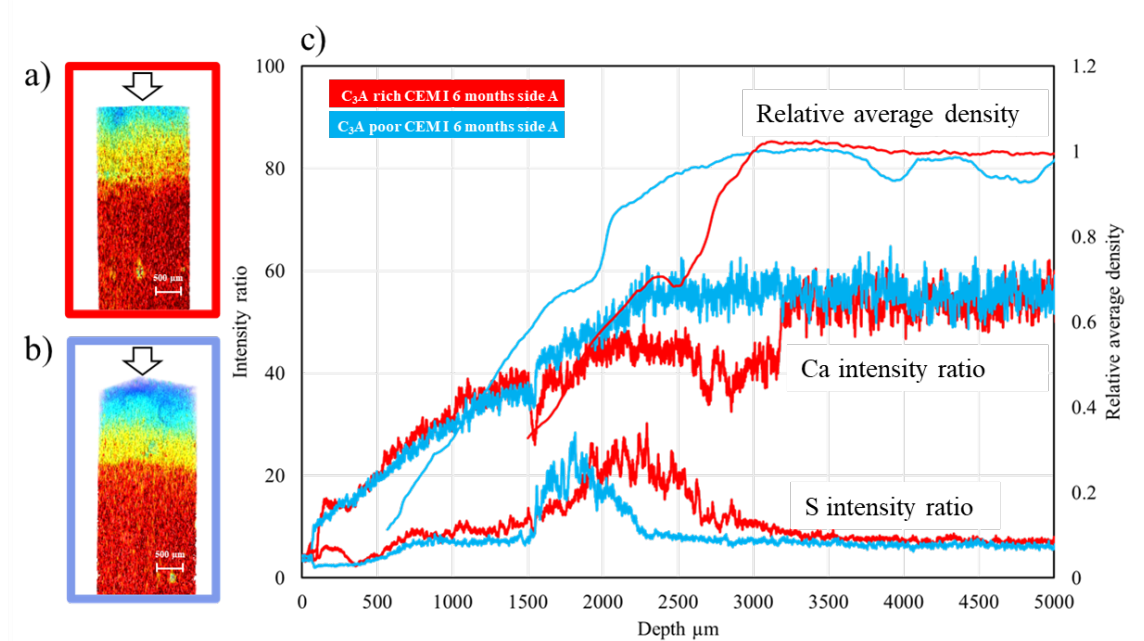 a)
500 µm
b)
500 µm
c)
C₃A rich CEM I 6 months side A
C₃A poor CEM I 6 months side A
Relative average density
Ca intensity ratio
S intensity ratio
Intensity ratio
100
80
60
40
20
0
Relative average density
1.2
1
0.8
0.6
0.4
0.2
0
0 500 1000 1500 2000 2500 3000 3500 4000 4500 5000
Depth µm